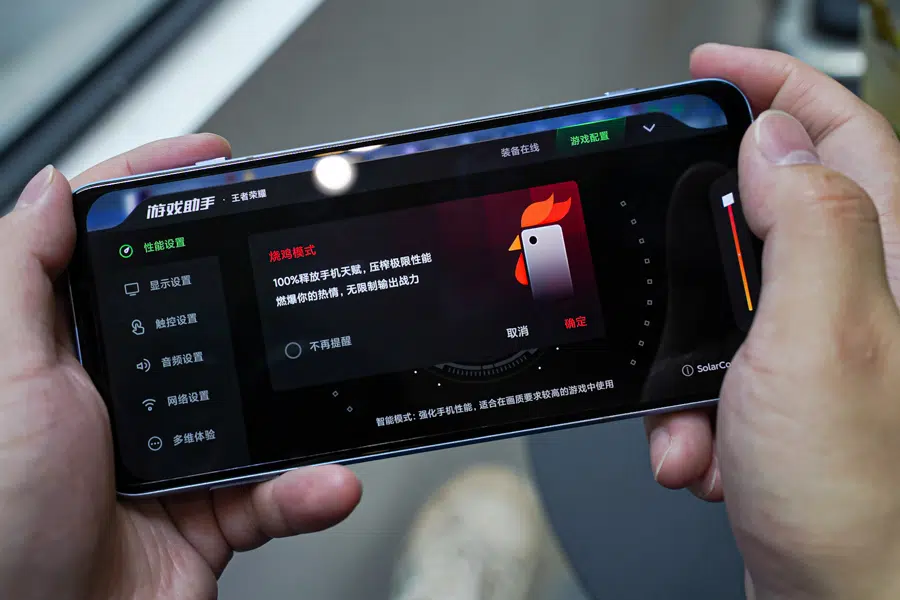 装备在线
游戏配置
游戏助手 · 王者荣耀
性能设置
显示设置
触控设置
音频设置
网络设置
多维体验
烧鸡模式
100%释放手机天赋，压榨极限性能
燃爆你的热情，无限制输出战力
不再提醒
取消
确定
智能模式：强化手机性能，适合在画质要求较高的游戏中使用
SolarCo